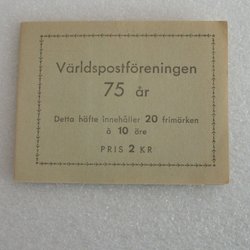 Världspostföreningen
75 år
Detta häfte innehåller 20 frimärken
à 10 öre
PRIS 2 KR